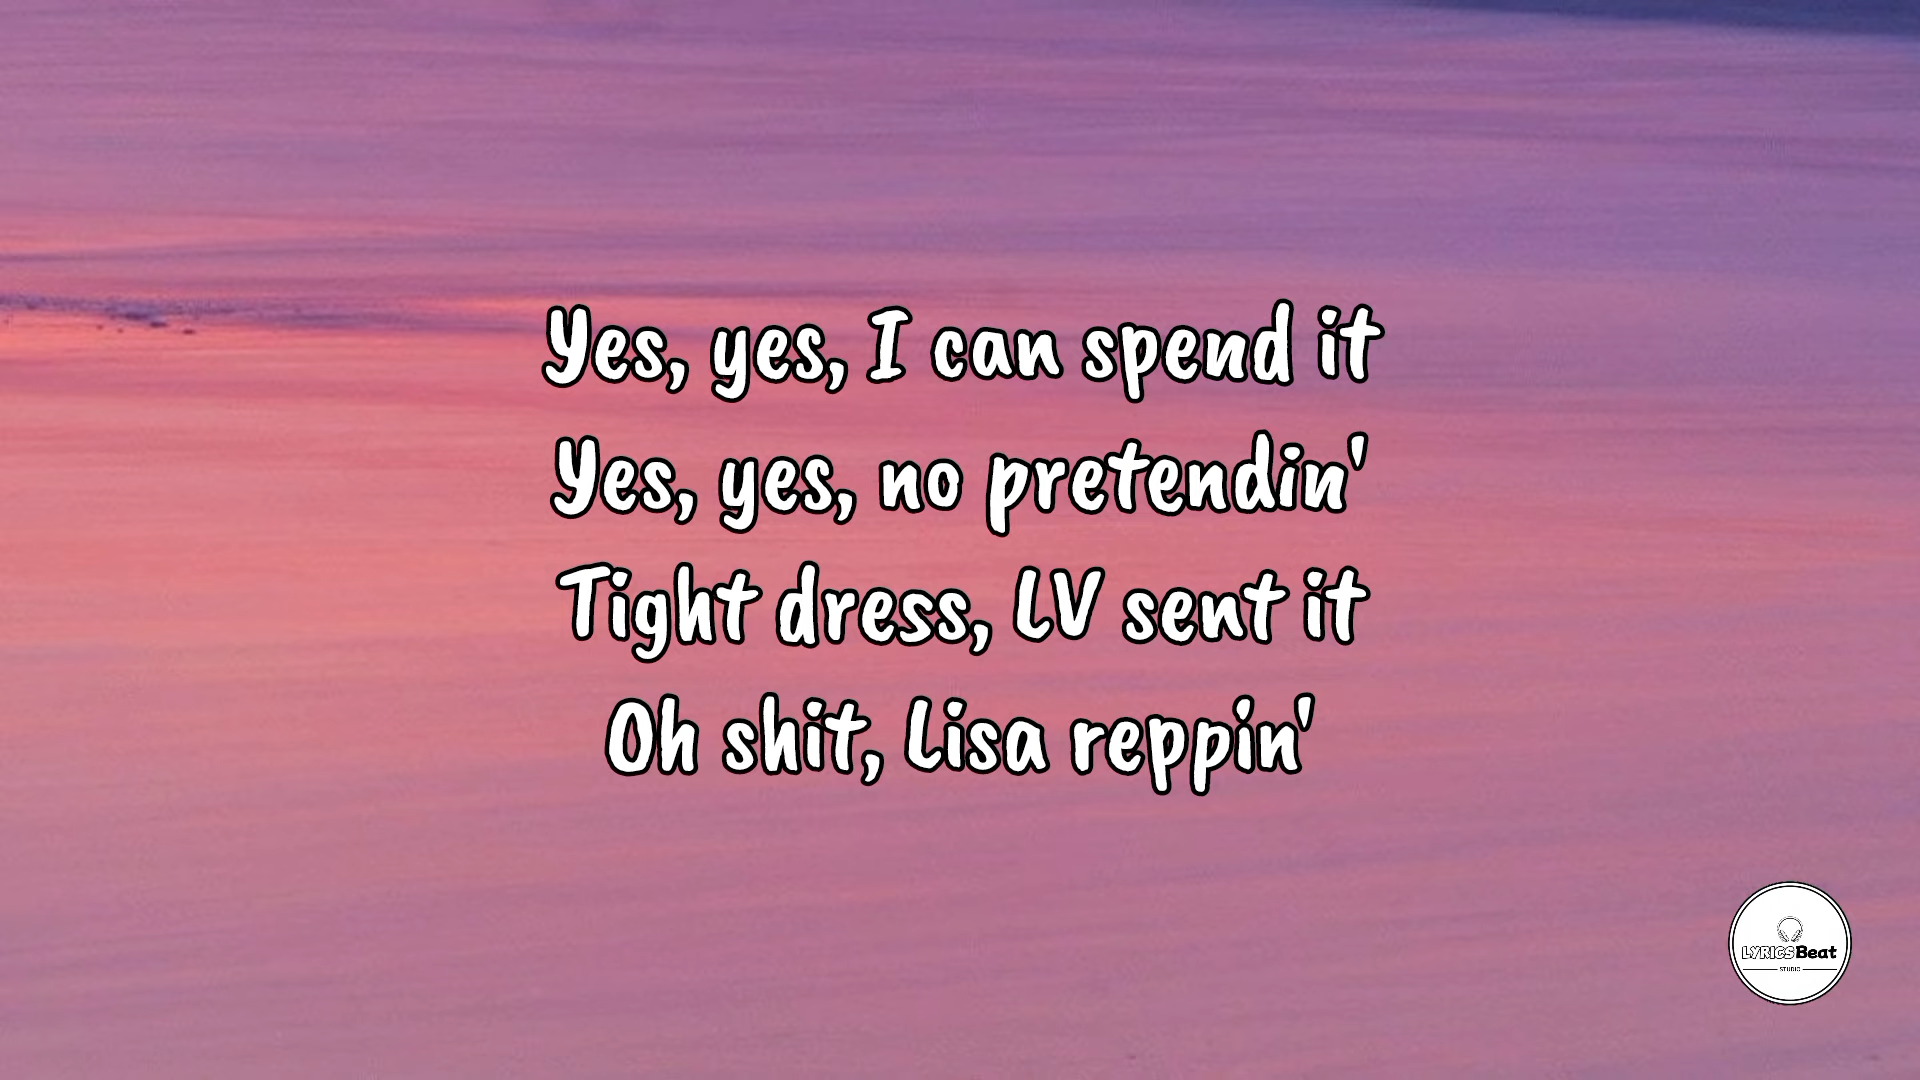 Yes, yes, I can spend it
Yes, yes, no pretendin'
Tight dress, LV sent it
Oh shit, Lisa reppin'
LYRICSBeat
STUDIO